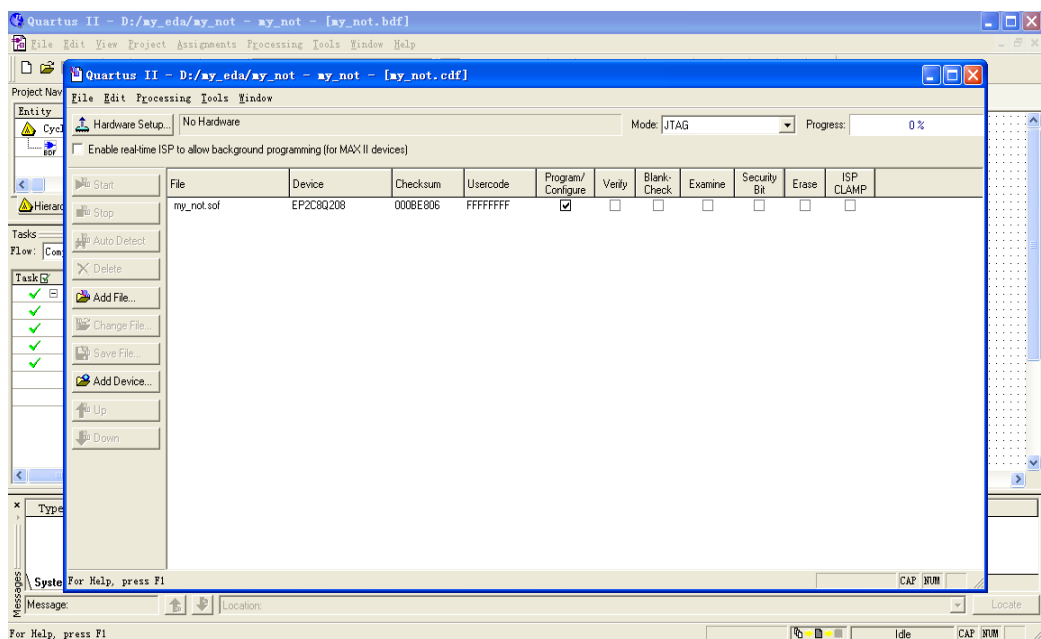 Quartus II - D:/my_eda/my_not - my_not - [my_not.bdf]
File Edit View Project Assignments Processing Tools Window Help
Quartus II - D:/my_eda/my_not - my_not - [my_not.cdf]
Project Nav
File Edit Processing Tools Window
Entity
Hardware Setup... No Hardware Mode: JTAG Progress: 0 %
Cycl
Enable real-time ISP to allow background programming (for MAX II devices)
BDF
Start File Device Checksum Usercode Program/ Configure Verify Blank- Check Examine Security Bit Erase ISP CLAMP
my_not.sof EP2C8Q208 000BE806 FFFFFFFF
Hierarc
Stop
Tasks
Auto Detect
Flow: Com
Delete
Task
Add File...
Change File...
Save File...
Add Device...
Up
Down
Type
Syste
For Help, press F1 CAP NUM
Messages
Message: Location: Locate
For Help, press F1 Idle CAP NUM